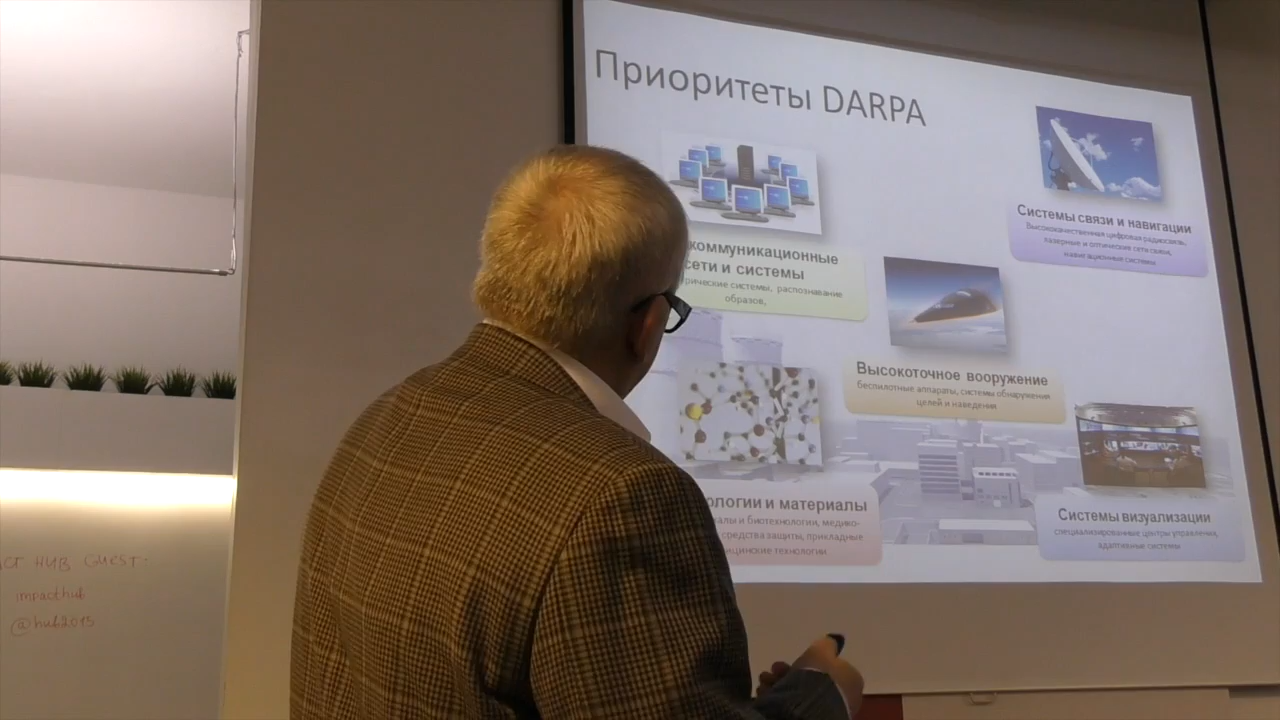 Приоритеты DARPA
Системы связи и навигации
Высококачественная цифровая радиосвязь,
лазерные и оптические сети связи,
навигационные системы
коммуникационные
сети и системы
рические системы, распознавание
образов,
Высокоточное вооружение
беспилотные аппараты, системы обнаружения
целей и наведения
ологии и материалы
алы и биотехнологии, медико-
средства защиты, прикладные
ицинские технологии
Системы визуализации
специализированные центры управления,
адаптивные системы
HUB GUEST.
impacthub
@hub2015